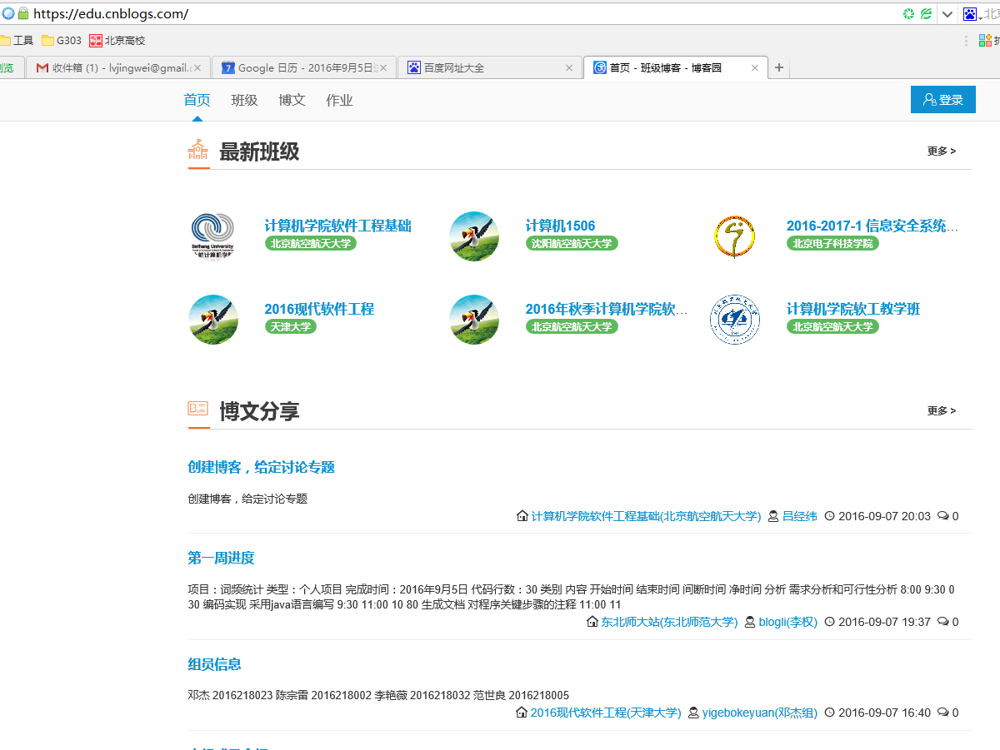 https://edu.cnblogs.com/
工具 G303 北京高校
浏览 收件箱 (1) - lvjingwei@gmail. Google 日历 - 2016年9月5日 百度网址大全 首页 - 班级博客 - 博客园
首页 班级 博文 作业 登录
最新班级 更多 >
计算机学院软件工程基础 计算机1506 2016-2017-1 信息安全系统…
北京航空航天大学 沈阳航空航天大学 北京电子科技学院
Beihang University
2016现代软件工程 2016年秋季计算机学院软… 计算机学院软工教学班
天津大学 北京航空航天大学 北京航空航天大学
博文分享 更多 >
创建博客，给定讨论专题
创建博客，给定讨论专题
计算机学院软件工程基础(北京航空航天大学) 吕经纬 2016-09-07 20:03 0
第一周进度
项目：词频统计 类型：个人项目 完成时间：2016年9月5日 代码行数：30 类别 内容 开始时间 结束时间 间断时间 净时间 分析 需求分析和可行性分析 8:00 9:30 0
30 编码实现 采用java语言编写 9:30 11:00 10 80 生成文档 对程序关键步骤的注释 11:00 11
东北师大站(东北师范大学) blogli(李权) 2016-09-07 19:37 0
组员信息
邓杰 2016218023 陈宗雷 2016218002 李艳薇 2016218032 范世良 2016218005
2016现代软件工程(天津大学) yigebokeyuan(邓杰组) 2016-09-07 16:40 0